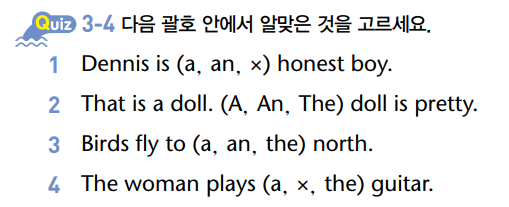 Quiz 3-4 다음 괄호 안에서 알맞은 것을 고르세요.
1 Dennis is (a, an, ×) honest boy.
2 That is a doll. (A, An, The) doll is pretty.
3 Birds fly to (a, an, the) north.
4 The woman plays (a, ×, the) guitar.